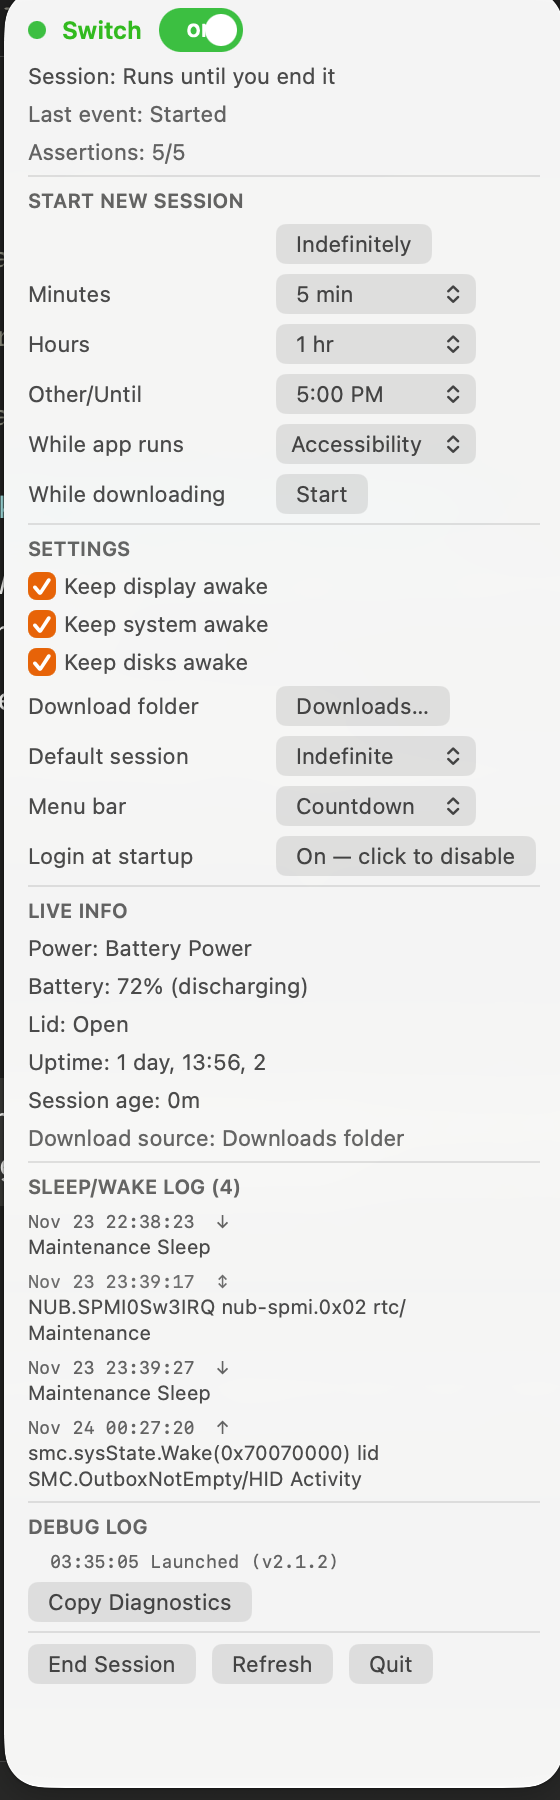 Switch on
Session: Runs until you end it
Last event: Started
Assertions: 5/5
START NEW SESSION
Indefinitely
Minutes 5 min
Hours 1 hr
Other/Until 5:00 PM
While app runs Accessibility
While downloading Start
SETTINGS
Keep display awake
Keep system awake
Keep disks awake
Download folder Downloads...
Default session Indefinite
Menu bar Countdown
Login at startup On — click to disable
LIVE INFO
Power: Battery Power
Battery: 72% (discharging)
Lid: Open
Uptime: 1 day, 13:56, 2
Session age: 0m
Download source: Downloads folder
SLEEP/WAKE LOG (4)
Nov 23 22:38:23 ↓
Maintenance Sleep
Nov 23 23:39:17 ↕
NUB.SPMI0Sw3IRQ nub-spmi.0x02 rtc/
Maintenance
Nov 23 23:39:27 ↓
Maintenance Sleep
Nov 24 00:27:20 ↑
smc.sysState.Wake(0x70070000) lid
SMC.OutboxNotEmpty/HID Activity
DEBUG LOG
03:35:05 Launched (v2.1.2)
Copy Diagnostics
End Session Refresh Quit